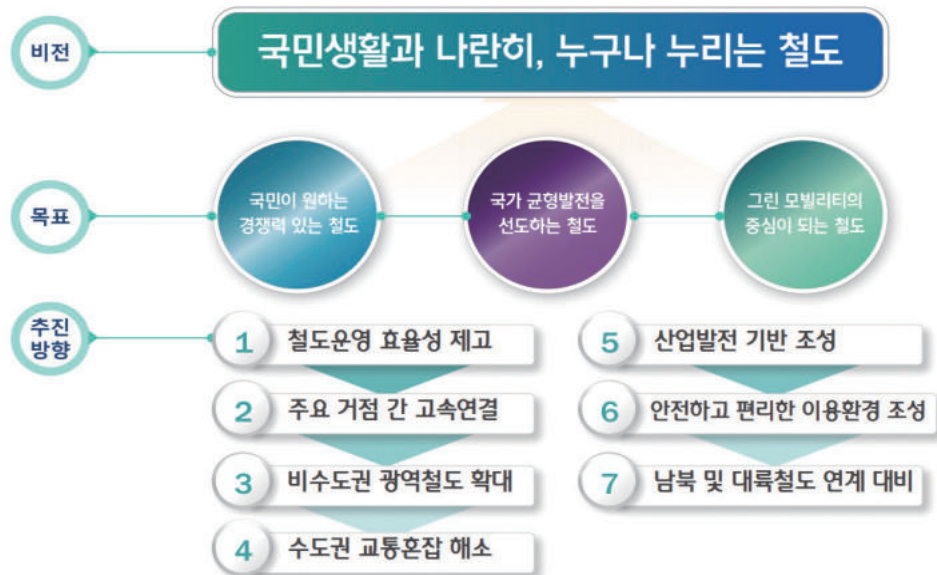 비전
국민생활과 나란히, 누구나 누리는 철도
목표
국민이 원하는
경쟁력 있는 철도
국가 균형발전을
선도하는 철도
그린 모빌리티의
중심이 되는 철도
추진
방향
1 철도운영 효율성 제고
2 주요 거점 간 고속연결
3 비수도권 광역철도 확대
4 수도권 교통혼잡 해소
5 산업발전 기반 조성
6 안전하고 편리한 이용환경 조성
7 남북 및 대륙철도 연계 대비